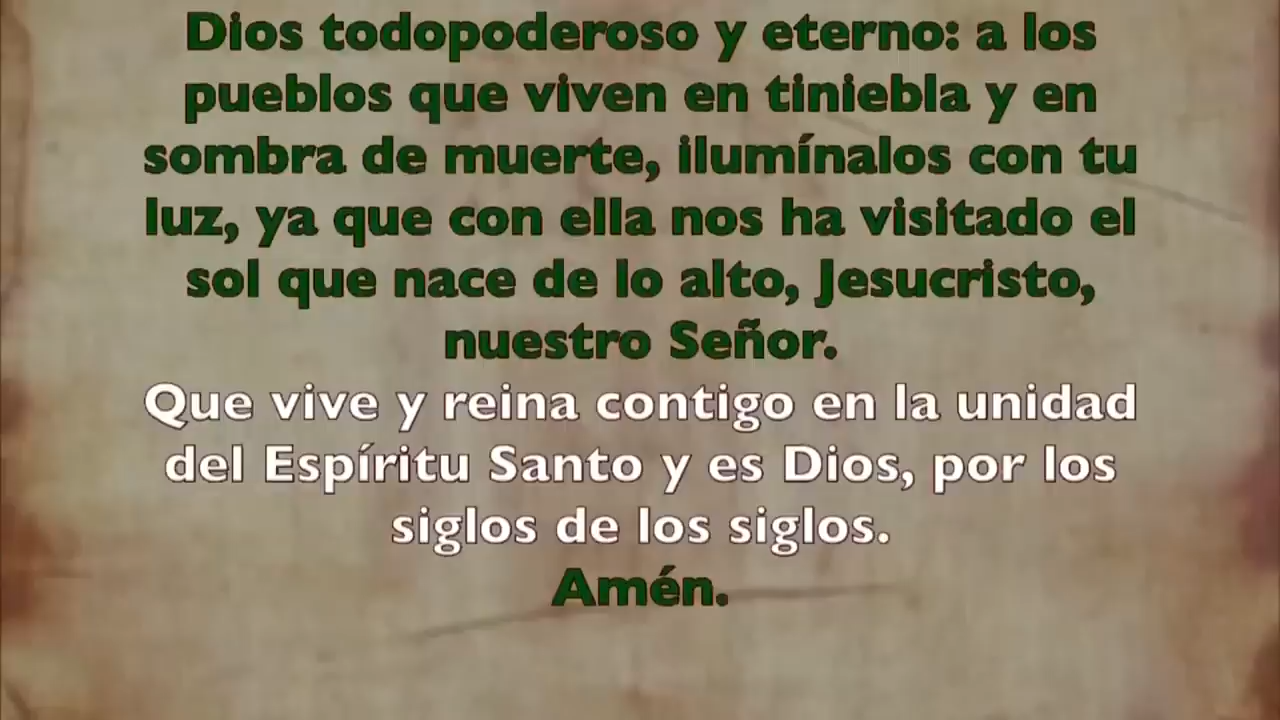 Dios todopoderoso y eterno: a los
pueblos que viven en tiniebla y en
sombra de muerte, ilumínalos con tu
luz, ya que con ella nos ha visitado el
sol que nace de lo alto, Jesucristo,
nuestro Señor.
Que vive y reina contigo en la unidad
del Espíritu Santo y es Dios, por los
siglos de los siglos.
Amén.